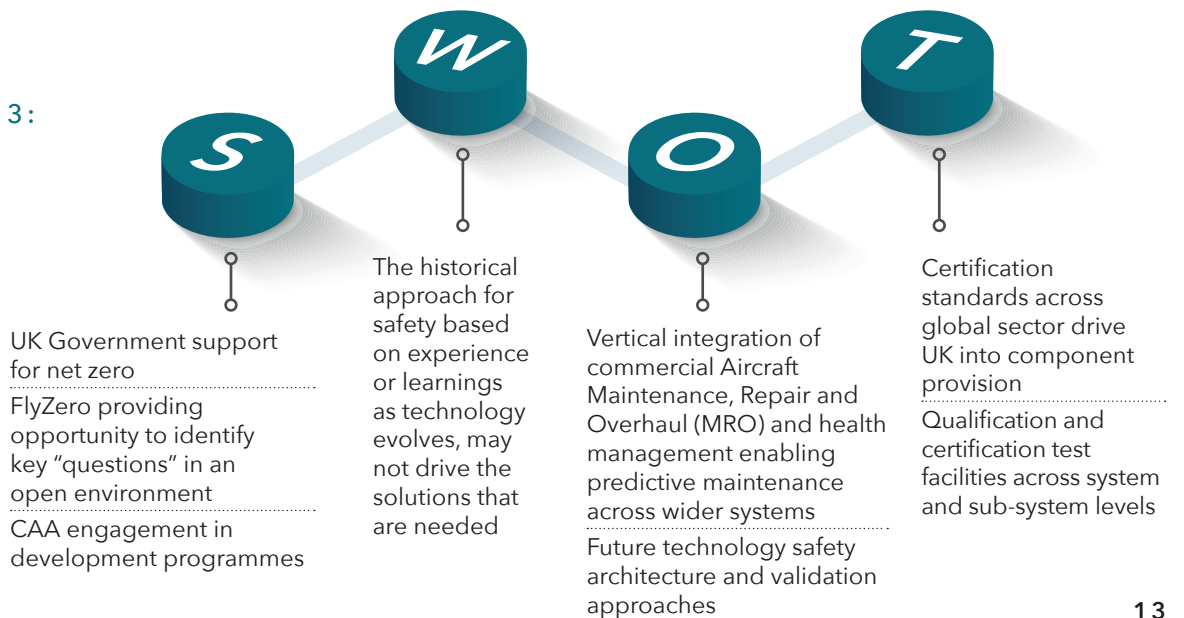 3:
S
UK Government support
for net zero
FlyZero providing
opportunity to identify
key “questions” in an
open environment
CAA engagement in
development programmes
W
The historical
approach for
safety based
on experience
or learnings
as technology
evolves, may
not drive the
solutions that
are needed
O
Vertical integration of
commercial Aircraft
Maintenance, Repair and
Overhaul (MRO) and health
management enabling
predictive maintenance
across wider systems
Future technology safety
architecture and validation
approaches
T
Certification
standards across
global sector drive
UK into component
provision
Qualification and
certification test
facilities across system
and sub-system levels
13